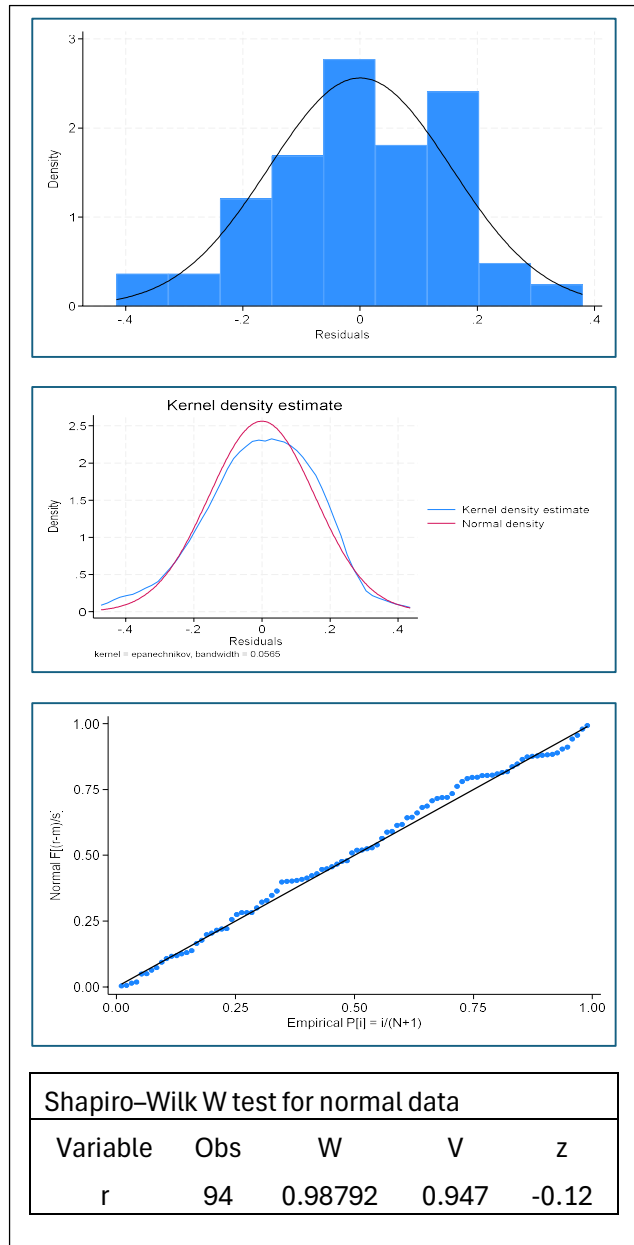 3
2
1
0
Density
-.4 -.2 0 .2 .4
Residuals
Kernel density estimate
2.5
2
1.5
1
.5
0
Density
-.4 -.2 0 .2 .4
Residuals
kernel = epanechnikov, bandwidth = 0.0565
Kernel density estimate
Normal density
1.00
0.75
0.50
0.25
0.00
Normal F[(r-m)/s]
0.00 0.25 0.50 0.75 1.00
Empirical P[i] = i/(N+1)
Shapiro–Wilk W test for normal data
Variable Obs W V z
r 94 0.98792 0.947 -0.12